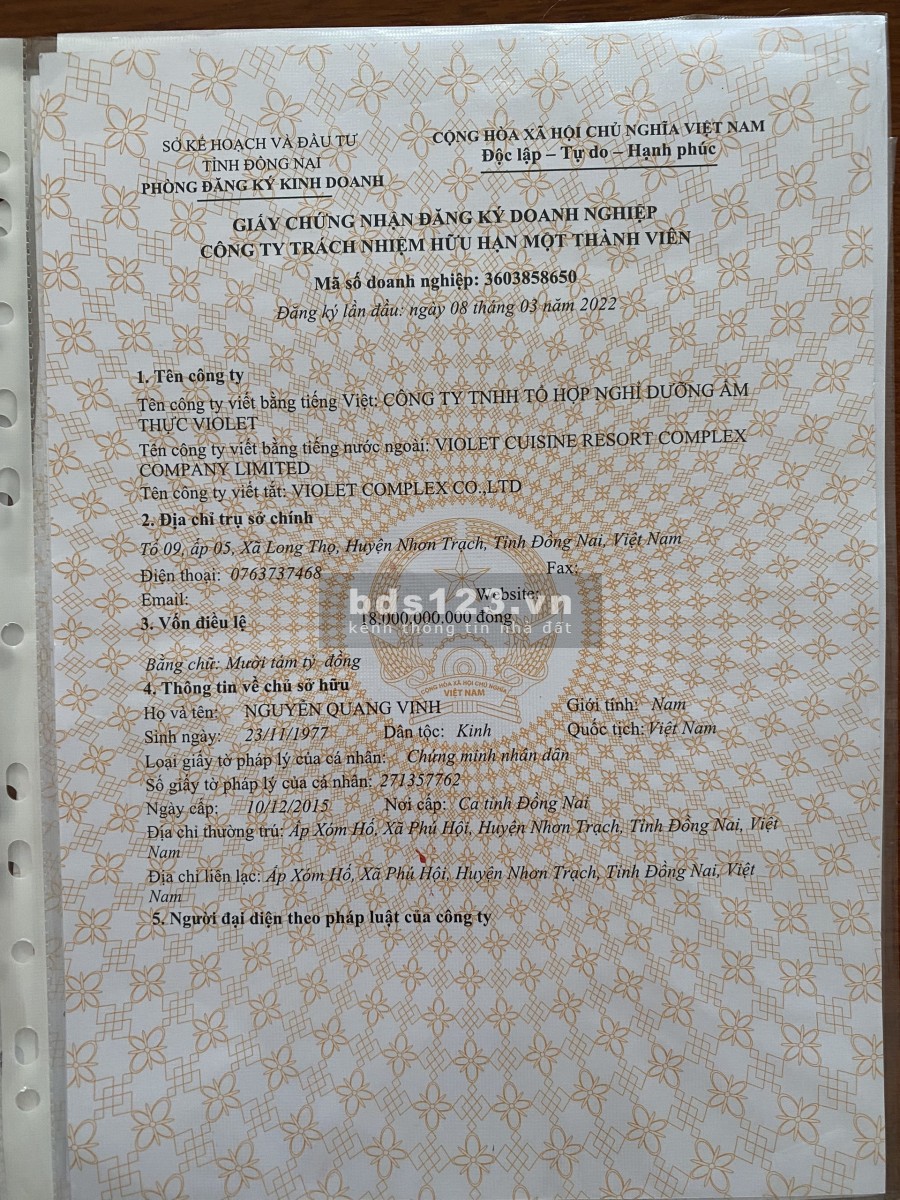 SỞ KẾ HOẠCH VÀ ĐẦU TƯ
TỈNH ĐỒNG NAI
PHÒNG ĐĂNG KÝ KINH DOANH
CỘNG HÒA XÃ HỘI CHỦ NGHĨA VIỆT NAM
Độc lập – Tự do – Hạnh phúc
GIẤY CHỨNG NHẬN ĐĂNG KÝ DOANH NGHIỆP
CÔNG TY TRÁCH NHIỆM HỮU HẠN MỘT THÀNH VIÊN
Mã số doanh nghiệp: 3603858650
Đăng ký lần đầu: ngày 08 tháng 03 năm 2022
1. Tên công ty
Tên công ty viết bằng tiếng Việt: CÔNG TY TNHH TỔ HỢP NGHỈ DƯỠNG ẨM
THỰC VIOLET
Tên công ty viết bằng tiếng nước ngoài: VIOLET CUISINE RESORT COMPLEX
COMPANY LIMITED
Tên công ty viết tắt: VIOLET COMPLEX CO.,LTD
2. Địa chỉ trụ sở chính
Tổ 09, ấp 05, Xã Long Thọ, Huyện Nhơn Trạch, Tỉnh Đồng Nai, Việt Nam
Điện thoại: 0763737468 Fax:
Email: Website:
bds123.vn
3. Vốn điều lệ 18.000.000.000 đồng
kênh thông tin nhà đất
Bằng chữ: Mười tám tỷ đồng
4. Thông tin về chủ sở hữu
CỘNG HÒA XÃ HỘI CHỦ NGHĨA
VIỆT NAM
Họ và tên: NGUYỄN QUANG VINH Giới tính: Nam
Sinh ngày: 23/11/1977 Dân tộc: Kinh Quốc tịch: Việt Nam
Loại giấy tờ pháp lý của cá nhân: Chứng minh nhân dân
Số giấy tờ pháp lý của cá nhân: 271357762
Ngày cấp: 10/12/2015 Nơi cấp: Ca tỉnh Đồng Nai
Địa chỉ thường trú: Ấp Xóm Hố, Xã Phú Hội, Huyện Nhơn Trạch, Tỉnh Đồng Nai, Việt
Nam
Địa chỉ liên lạc: Ấp Xóm Hố, Xã Phú Hội, Huyện Nhơn Trạch, Tỉnh Đồng Nai, Việt
Nam
5. Người đại diện theo pháp luật của công ty